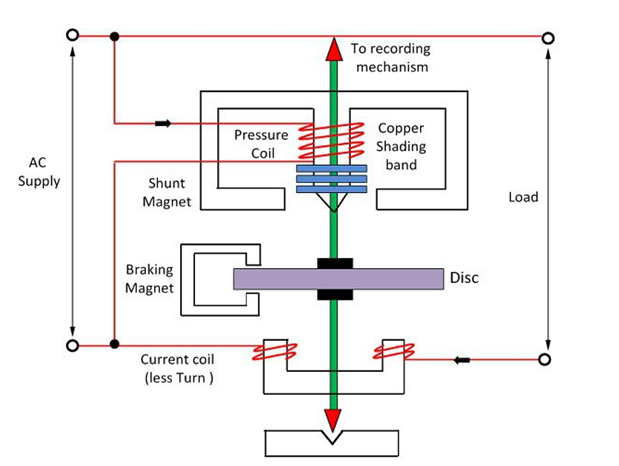 To recording
mechanism
Pressure
Coil
Copper
Shading
band
AC
Supply
Shunt
Magnet
Load
Braking
Magnet
Disc
Current coil
(less Turn )